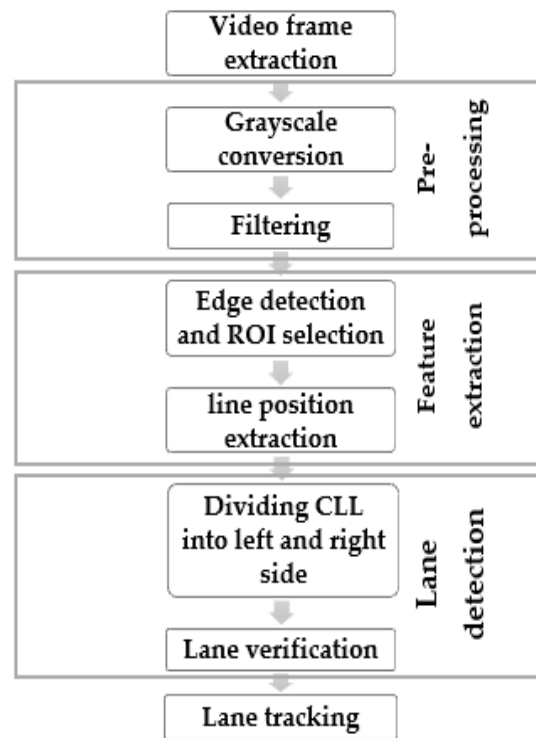 Video frame
extraction
Grayscale
conversion
Filtering
Pre-
processing
Edge detection
and ROI selection
line position
extraction
Feature
extraction
Dividing CLL
into left and right
side
Lane verification
Lane
detection
Lane tracking